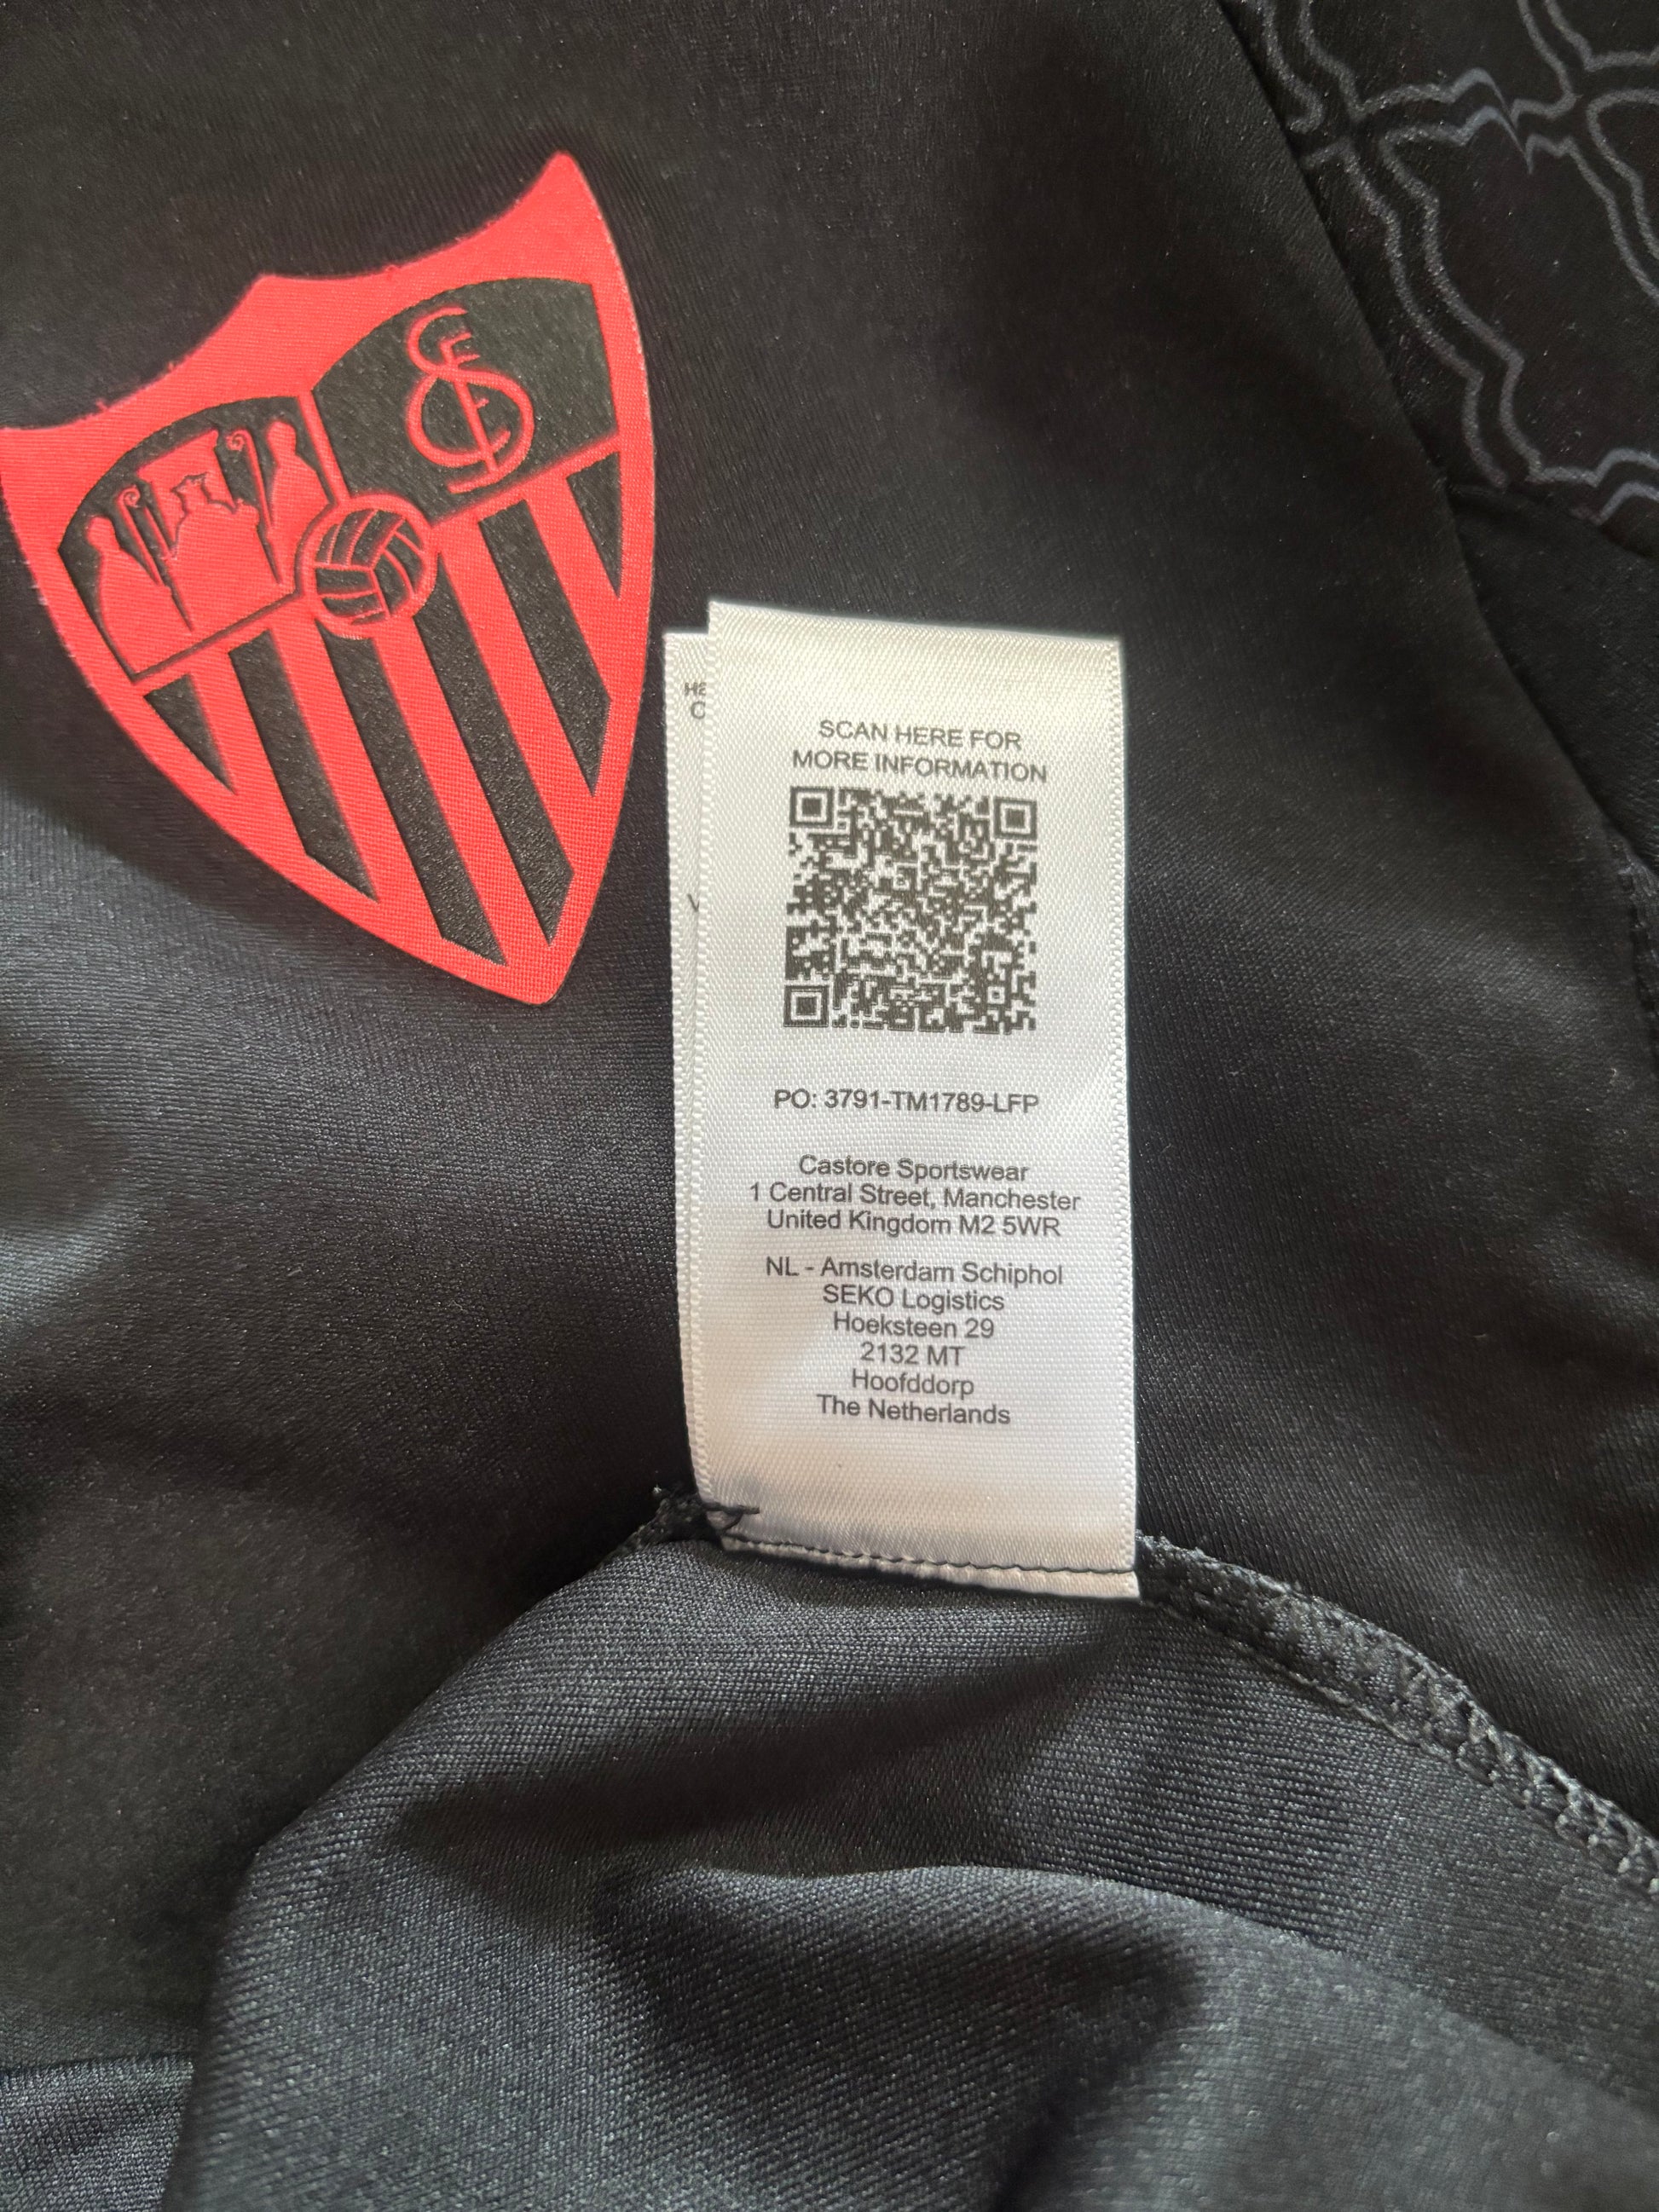 SCAN HERE FOR
MORE INFORMATION
PO: 3791-TM1789-LFP
Castore Sportswear
1 Central Street, Manchester
United Kingdom M2 5WR
NL - Amsterdam Schiphol
SEKO Logistics
Hoeksteen 29
2132 MT
Hoofddorp
The Netherlands